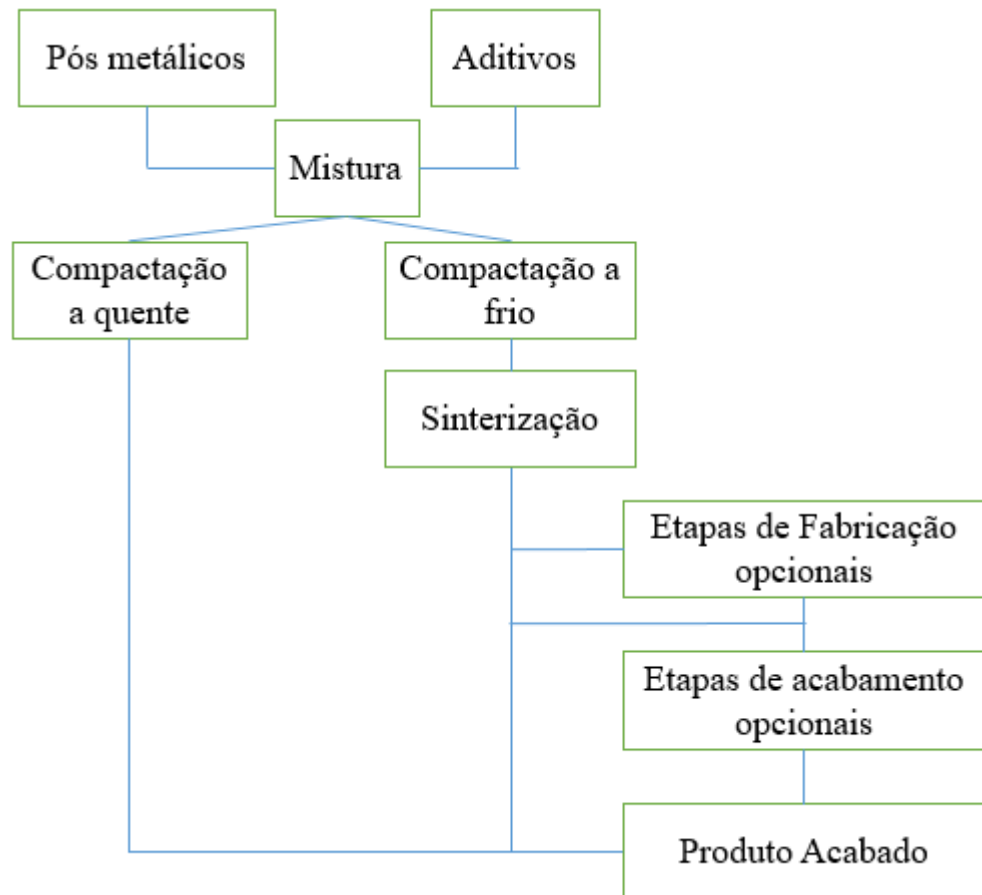 Pós metálicos
Aditivos
Mistura
Compactação
a quente
Compactação a
frio
Sinterização
Etapas de Fabricação
opcionais
Etapas de acabamento
opcionais
Produto Acabado